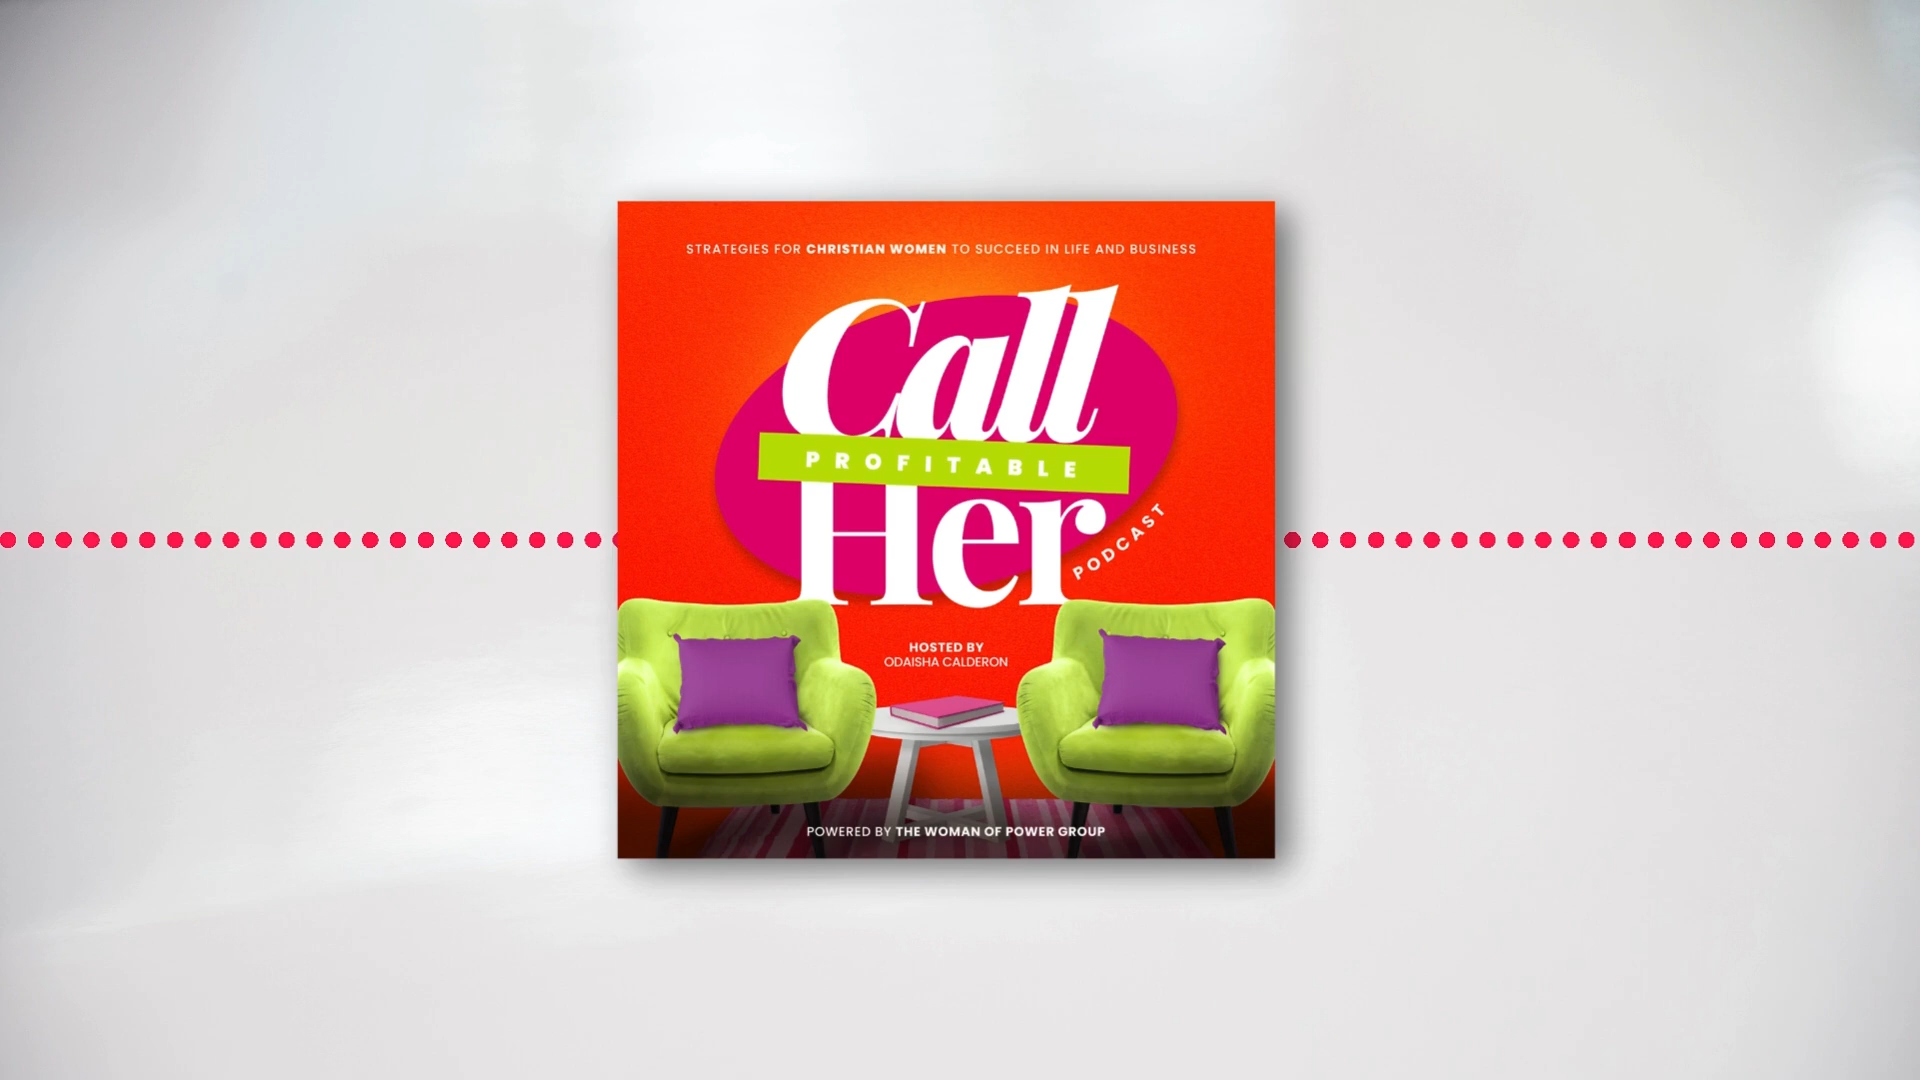 STRATEGIES FOR CHRISTIAN WOMEN TO SUCCEED IN LIFE AND BUSINESS
Call
PROFITABLE
Her
PODCAST
HOSTED BY
ODAISHA CALDERON
POWERED BY THE WOMAN OF POWER GROUP